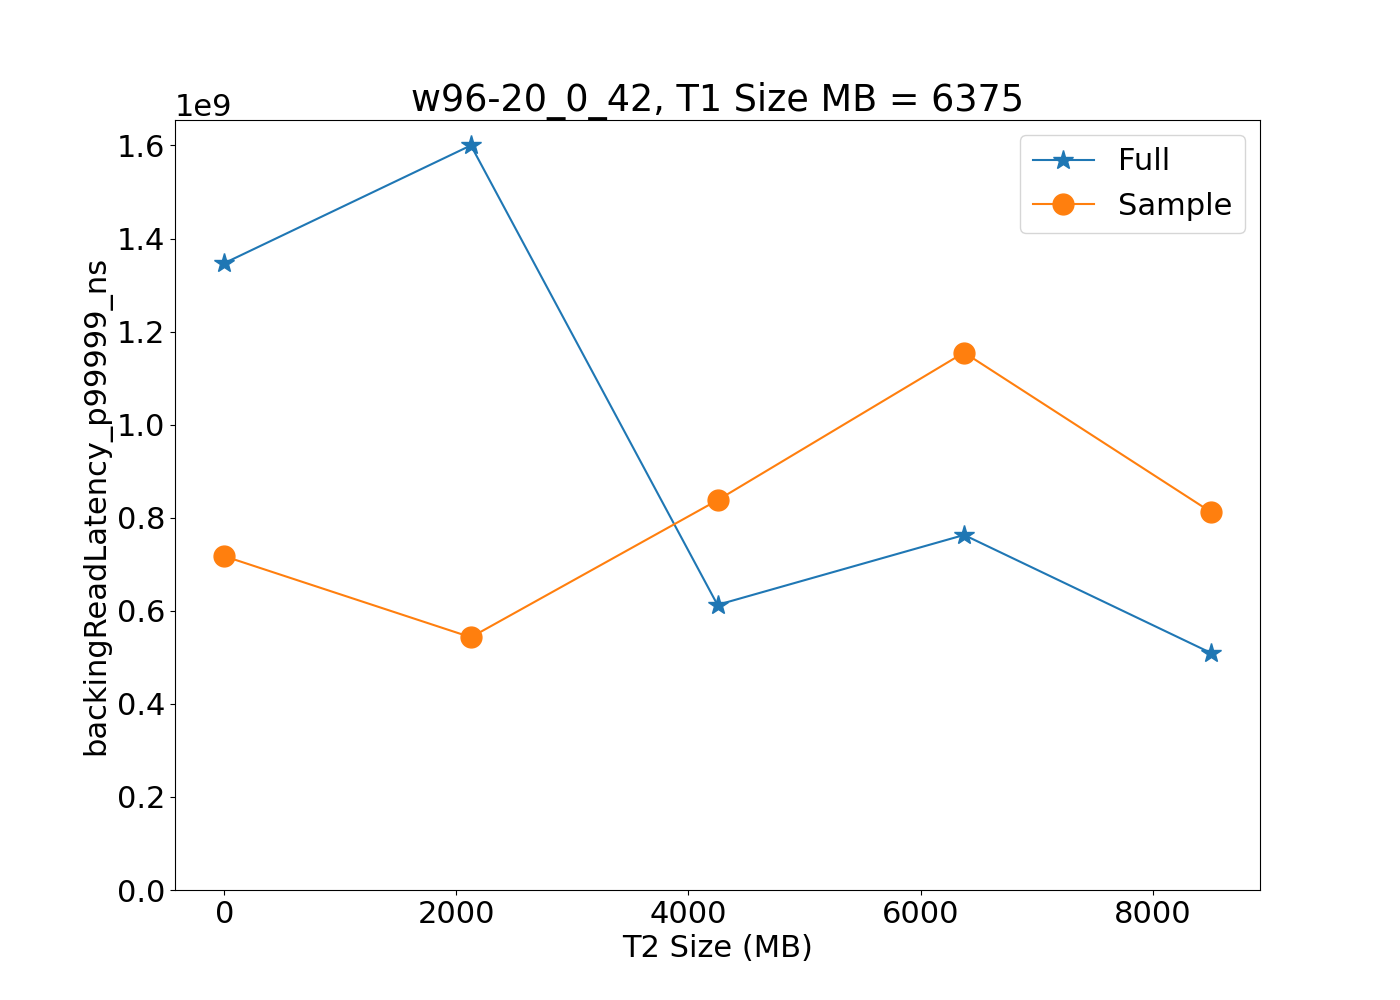 w96-20_0_42, T1 Size MB = 6375
1e9
1.6
1.4
1.2
1.0
0.8
0.6
0.4
0.2
0.0
backingReadLatency_p99999_ns
Full
Sample
0 2000 4000 6000 8000
T2 Size (MB)